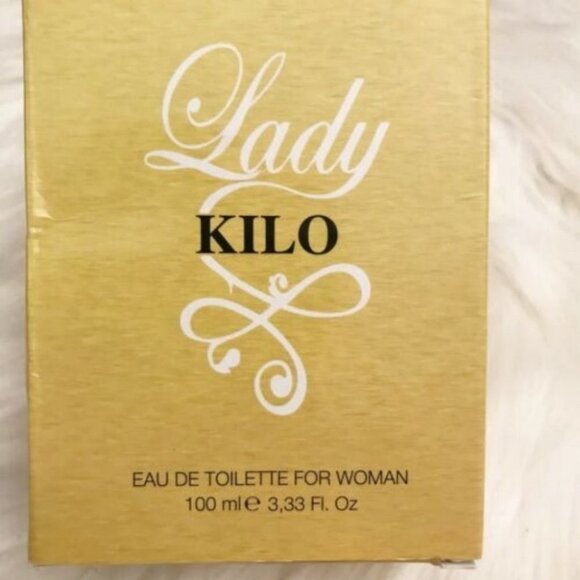 Lady
KILO
EAU DE TOILETTE FOR WOMAN
100 ml ℮ 3,33 Fl. Oz